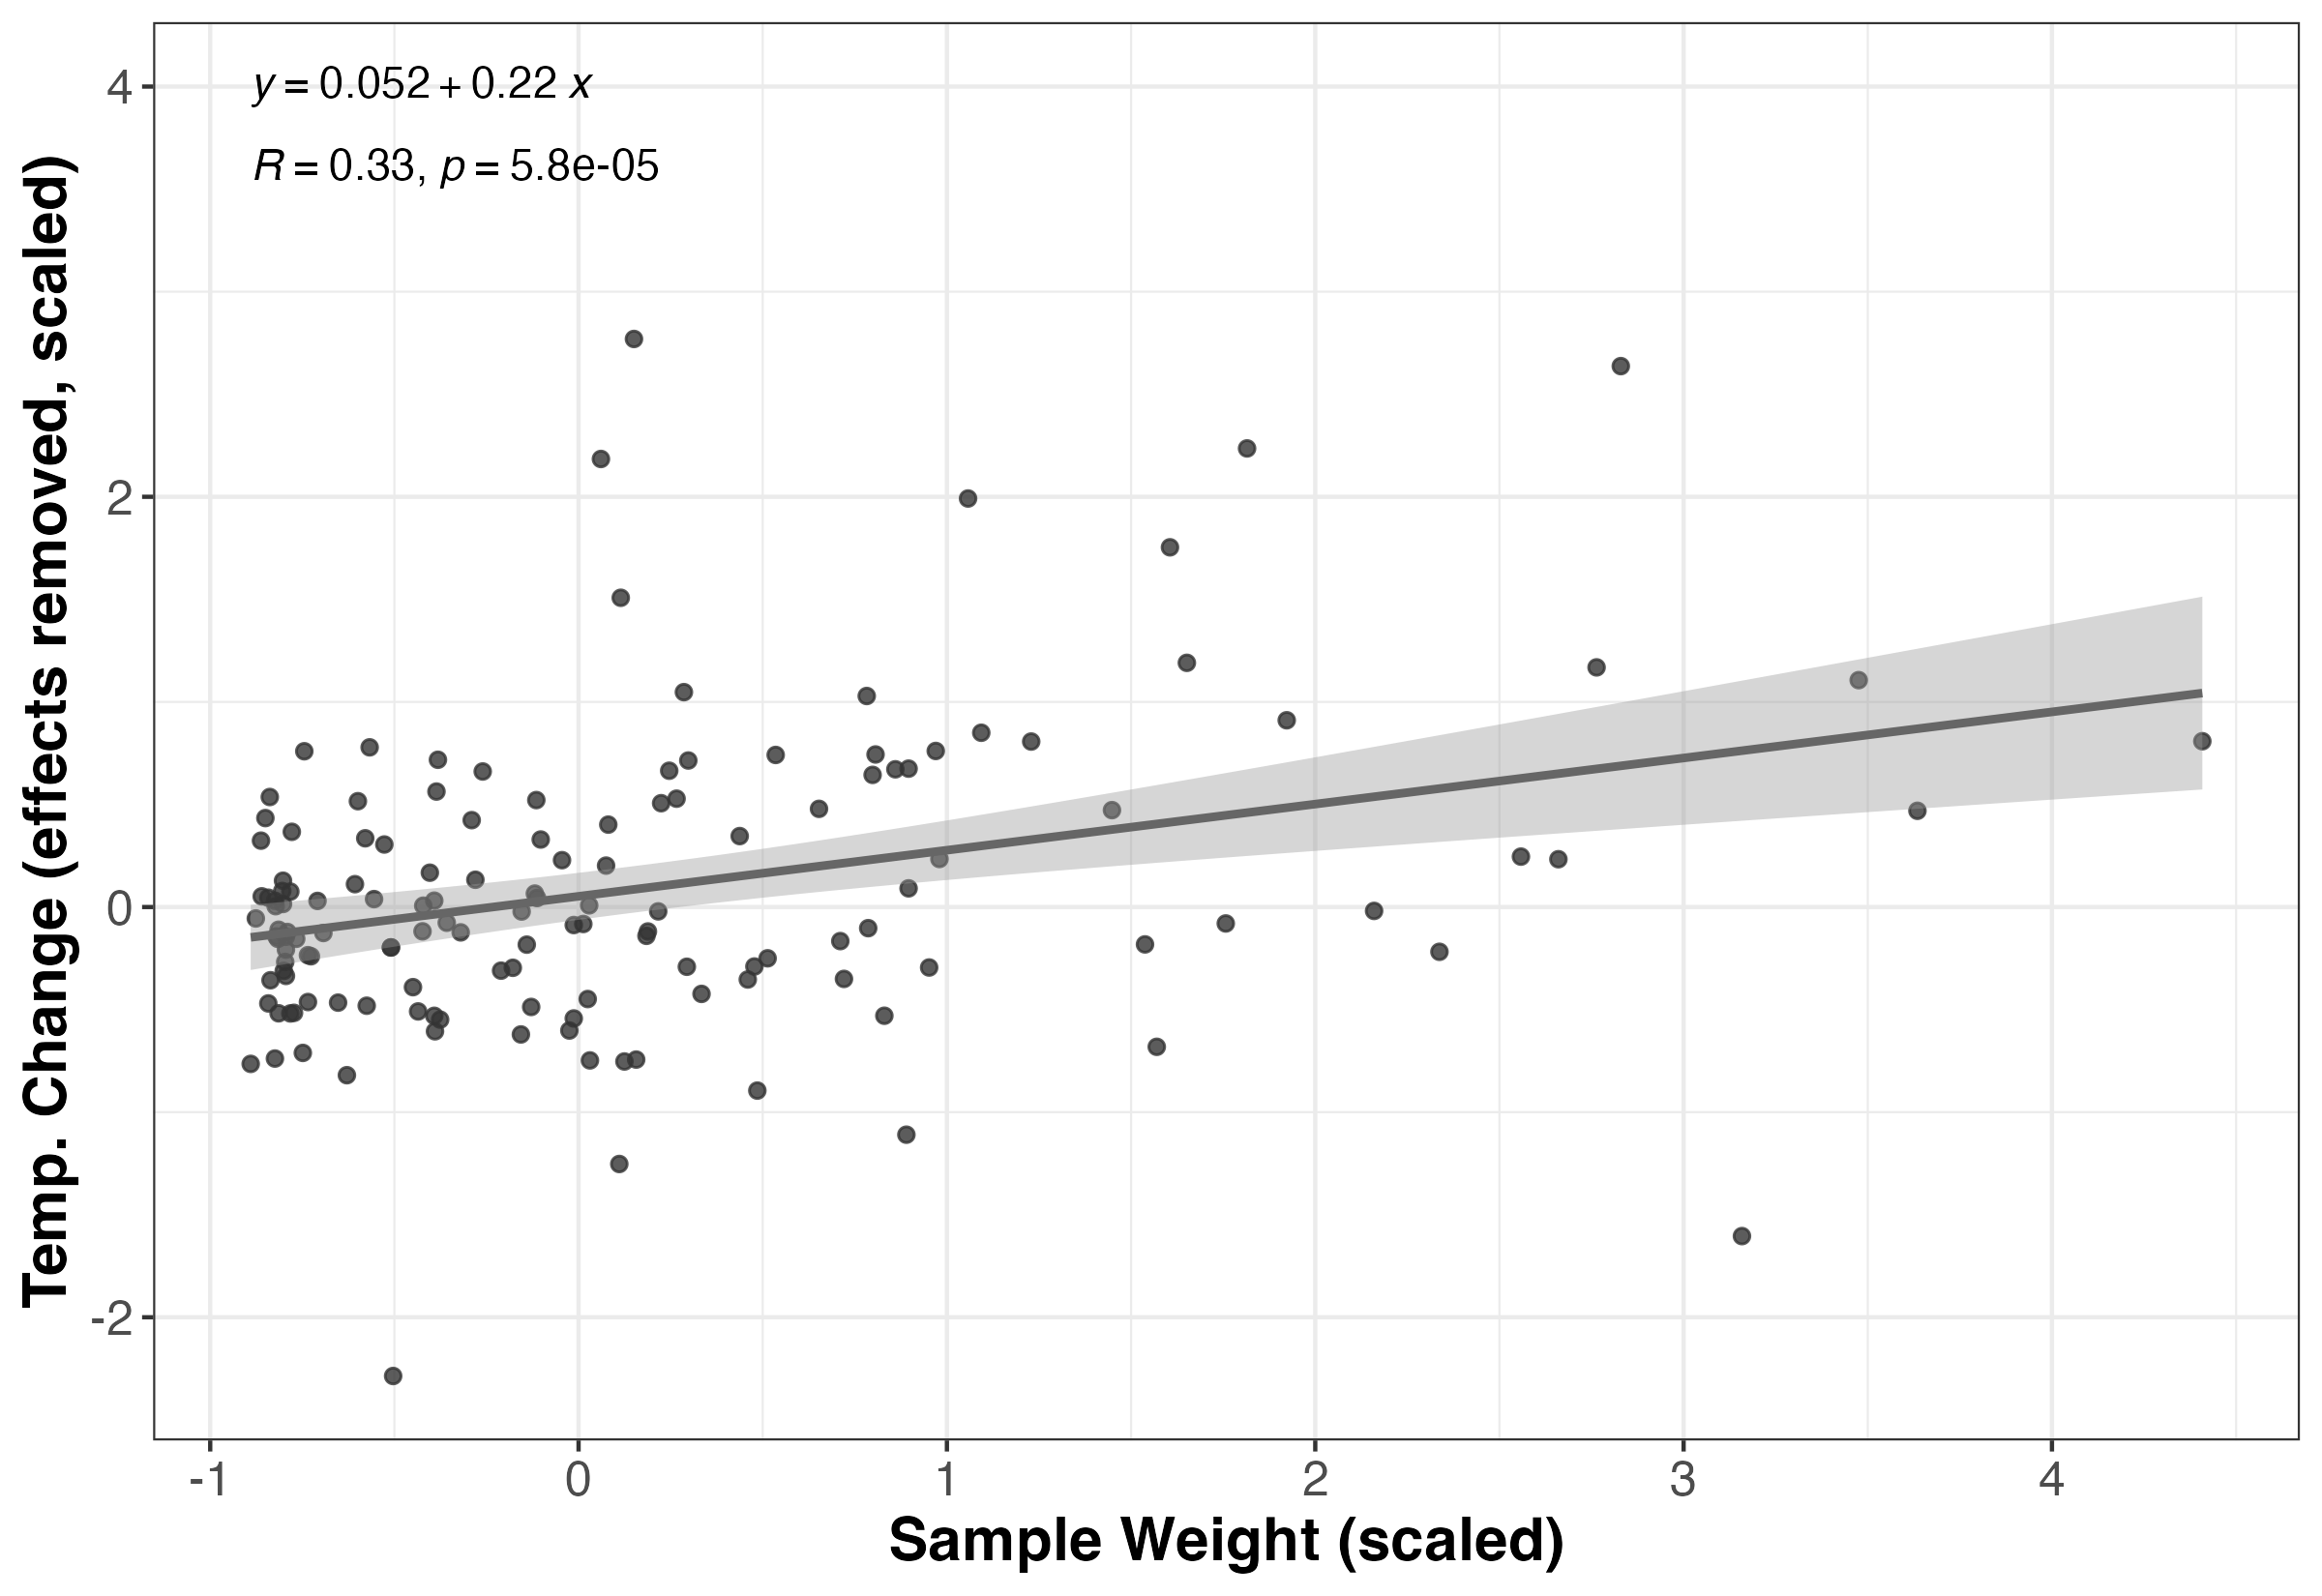 y = 0.052 + 0.22 x
R = 0.33, p = 5.8e-05
Temp. Change (effects removed, scaled)
4
2
0
-2
-1
0
1
2
3
4
Sample Weight (scaled)